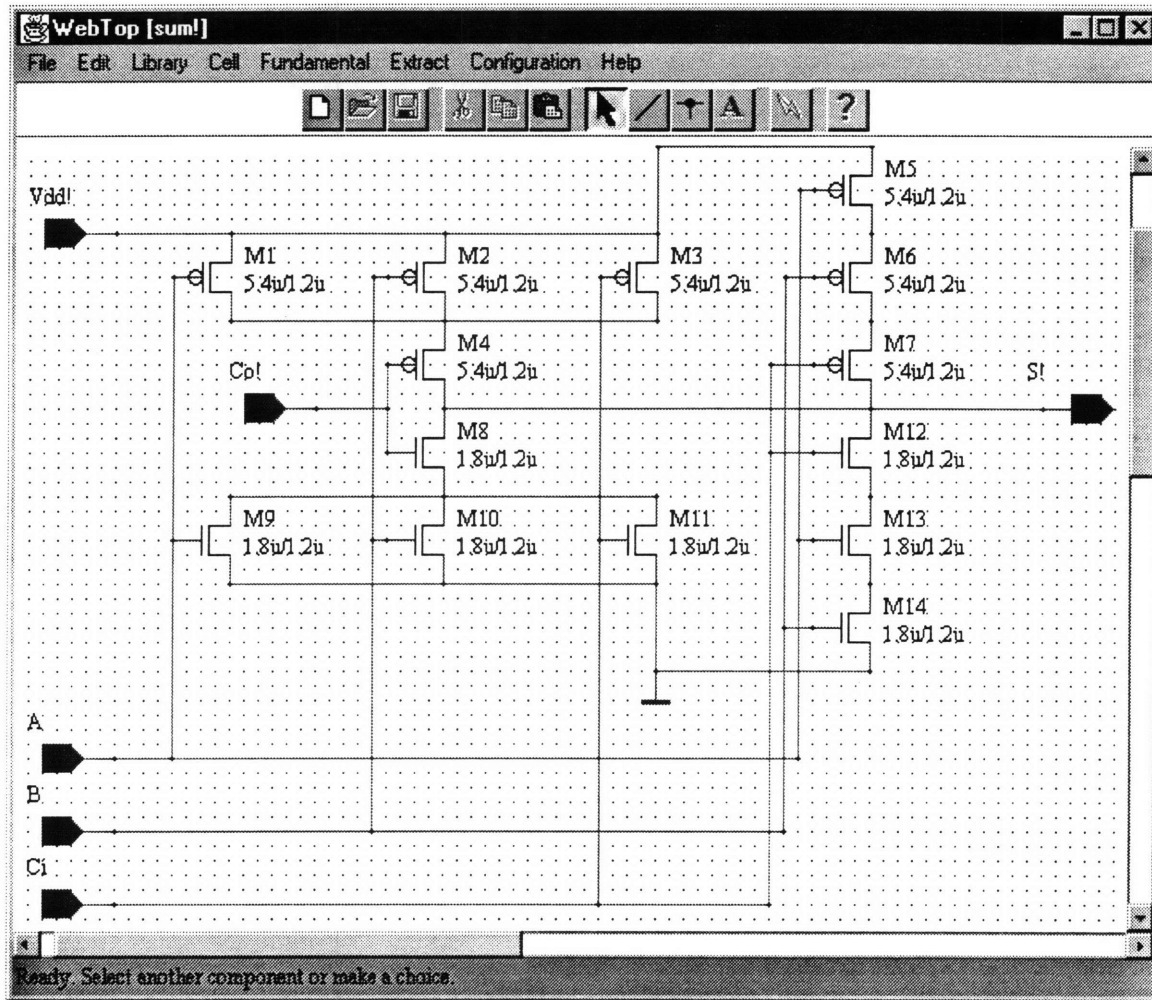 WebTop [sum!]
File Edit Library Cell Fundamental Extract Configuration Help
A ?
Vdd!
M5
5.4u/1.2u
M1
5.4u/1.2u
M2
5.4u/1.2u
M3
5.4u/1.2u
M6
5.4u/1.2u
Co!
M4
5.4u/1.2u
M7
5.4u/1.2u
S!
M8
1.8u/1.2u
M12
1.8u/1.2u
M9
1.8u/1.2u
M10
1.8u/1.2u
M11
1.8u/1.2u
M13
1.8u/1.2u
M14
1.8u/1.2u
A
B
Ci
Ready. Select another component or make a choice.